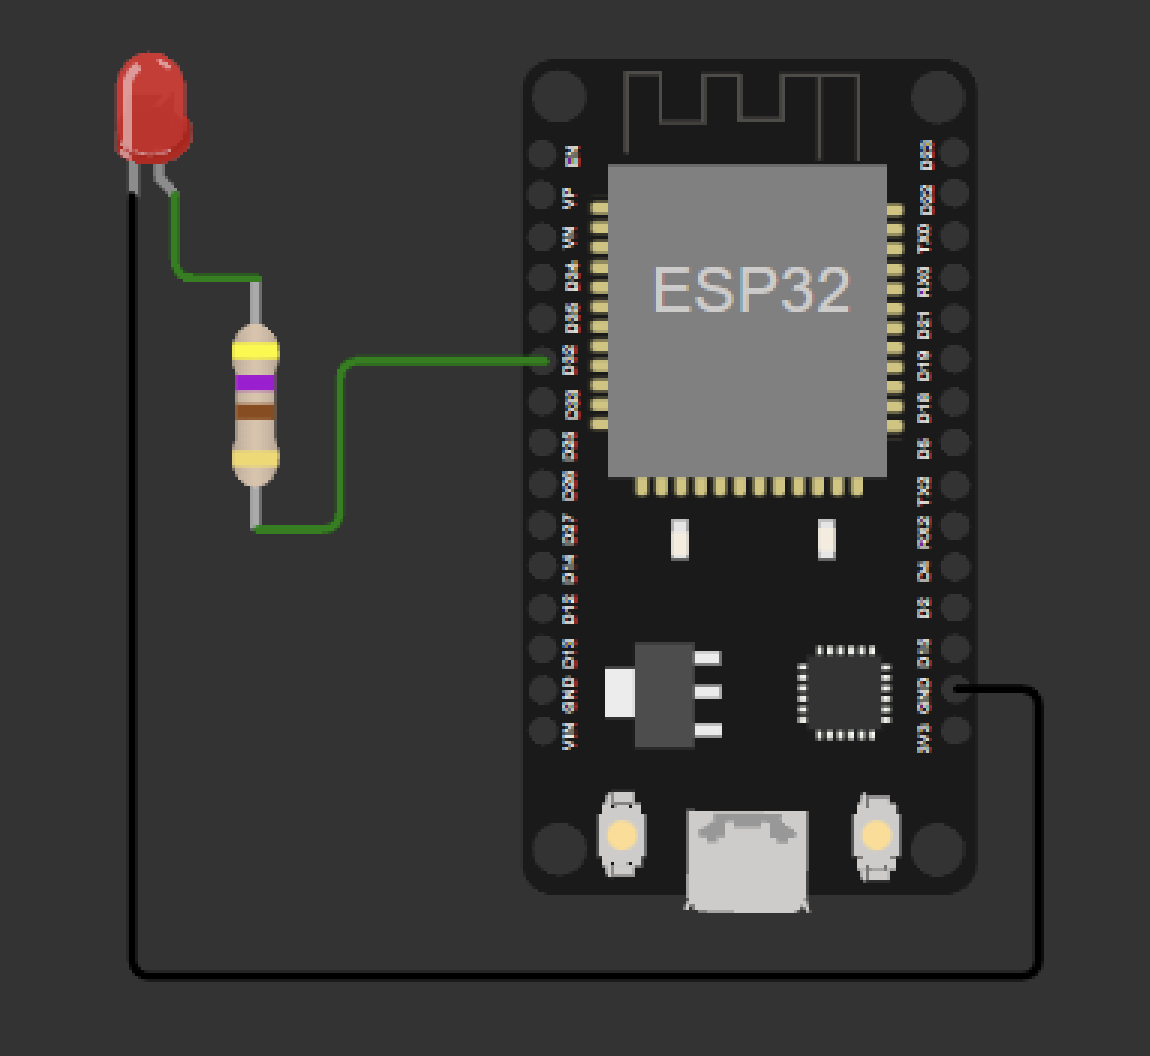 EN
VP
VN
D34
D35
D32
D33
D25
D26
D27
D14
D12
D13
GND
VIN
ESP32
D23
D22
TX0
RX0
D21
D19
D18
D5
TX2
RX2
D4
D2
D15
GND
3V3